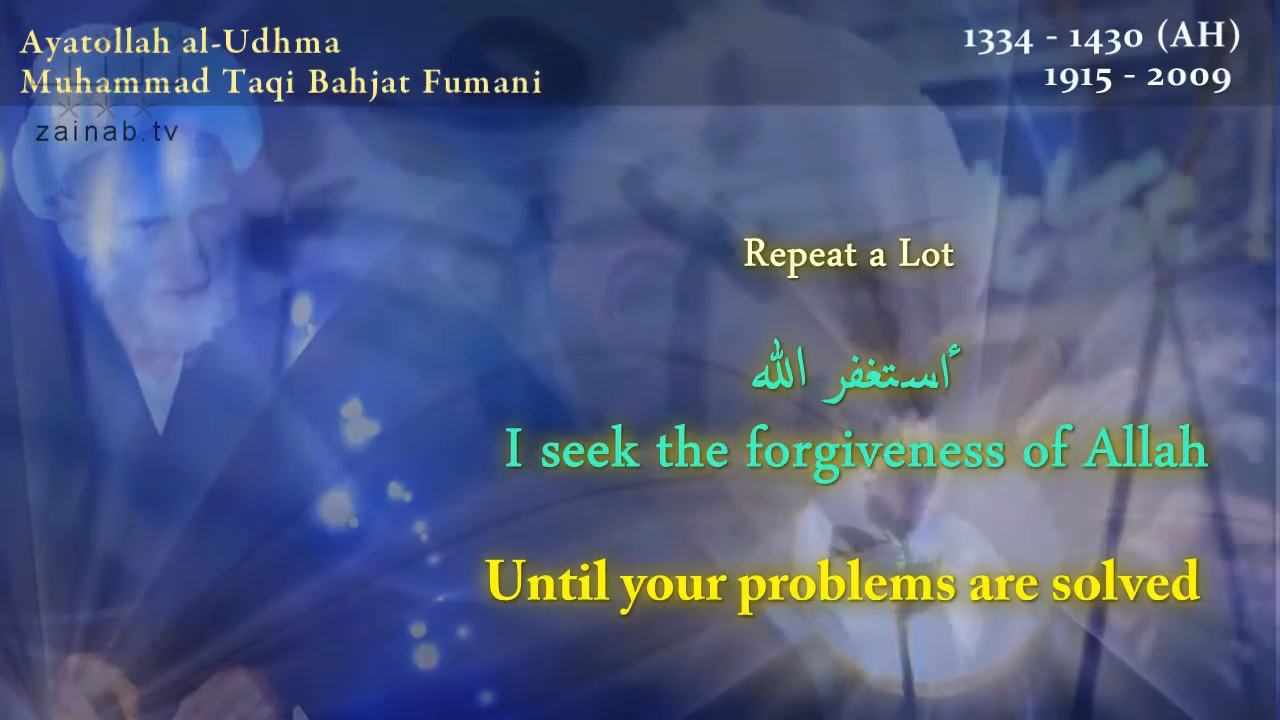 Ayatollah al-Udhma
Muhammad Taqi Bahjat Fumani
1334 - 1430 (AH)
1915 - 2009
zainab.tv
Repeat a Lot
أستغفر الله
I seek the forgiveness of Allah
Until your problems are solved